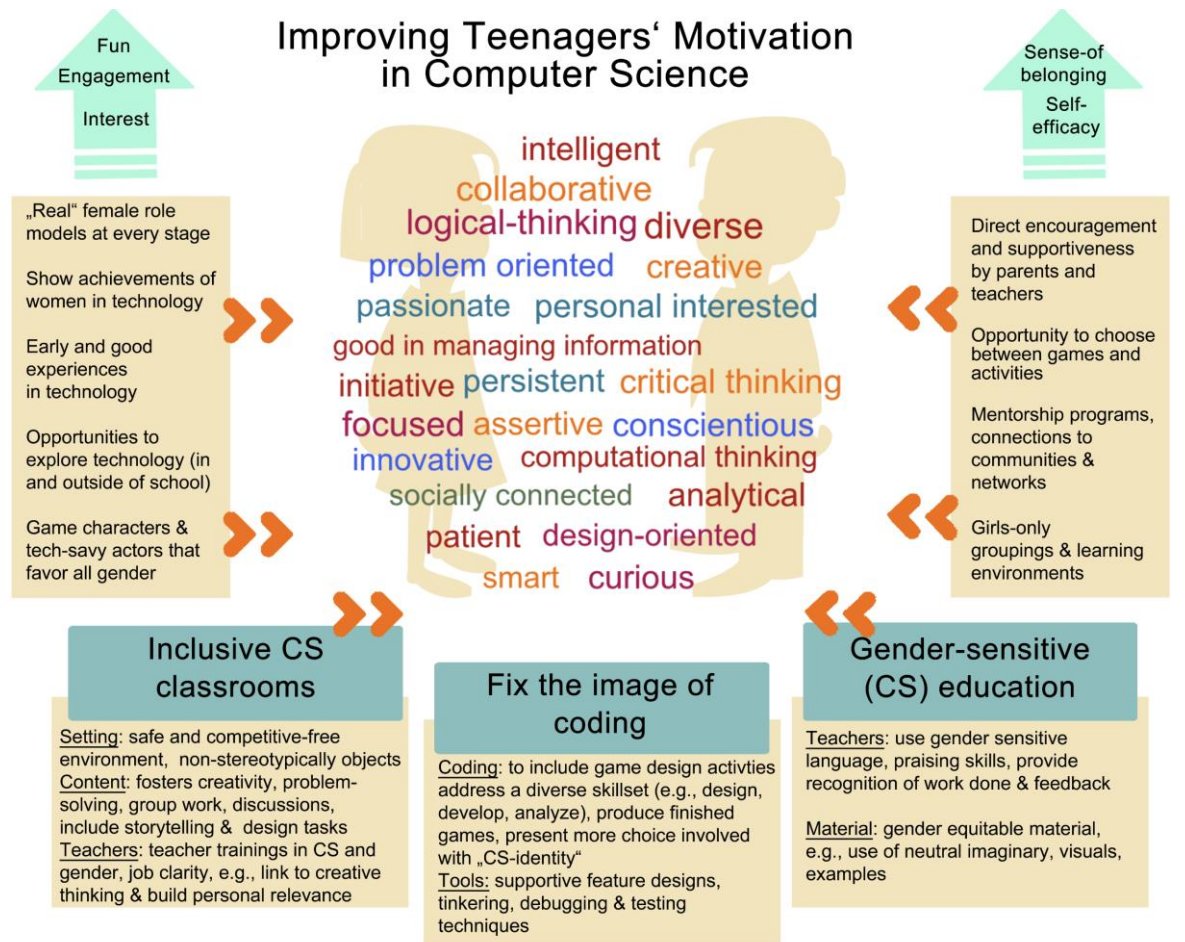 Improving Teenagers‘ Motivation
in Computer Science
Fun
Engagement
Interest
Sense-of
belonging
Self-
efficacy
„Real“ female role
models at every stage
Show achievements of
women in technology
Early and good
experiences
in technology
Opportunities to
explore technology (in
and outside of school)
Game characters &
tech-savy actors that
favor all gender
intelligent
collaborative
logical-thinking diverse
problem oriented creative
passionate personal interested
good in managing information
initiative persistent critical thinking
focused assertive conscientious
innovative computational thinking
socially connected analytical
patient design-oriented
smart curious
Direct encouragement
and supportiveness
by parents and
teachers
Opportunity to choose
between games and
activities
Mentorship programs,
connections to
communities &
networks
Girls-only
groupings & learning
environments
Inclusive CS
classrooms
Setting: safe and competitive-free
environment, non-stereotypically objects
Content: fosters creativity, problem-
solving, group work, discussions,
include storytelling & design tasks
Teachers: teacher trainings in CS and
gender, job clarity, e.g., link to creative
thinking & build personal relevance
Fix the image of
coding
Coding: to include game design activties
address a diverse skillset (e.g., design,
develop, analyze), produce finished
games, present more choice involved
with „CS-identity“
Tools: supportive feature designs,
tinkering, debugging & testing
techniques
Gender-sensitive
(CS) education
Teachers: use gender sensitive
language, praising skills, provide
recognition of work done & feedback
Material: gender equitable material,
e.g., use of neutral imaginary, visuals,
examples